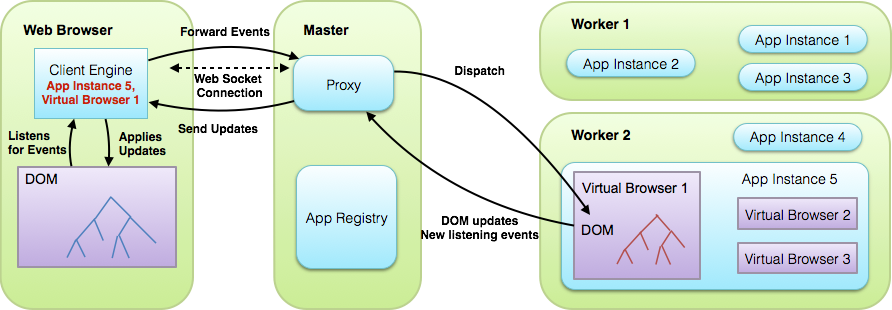 Web Browser
Client Engine
App Instance 5,
Virtual Browser 1
Listens
for Events
Applies
Updates
DOM
Forward Events
Web Socket
Connection
Send Updates
Master
Proxy
App Registry
Dispatch
DOM updates
New listening events
Worker 1
App Instance 1
App Instance 2
App Instance 3
Worker 2
App Instance 4
App Instance 5
Virtual Browser 1
DOM
Virtual Browser 2
Virtual Browser 3